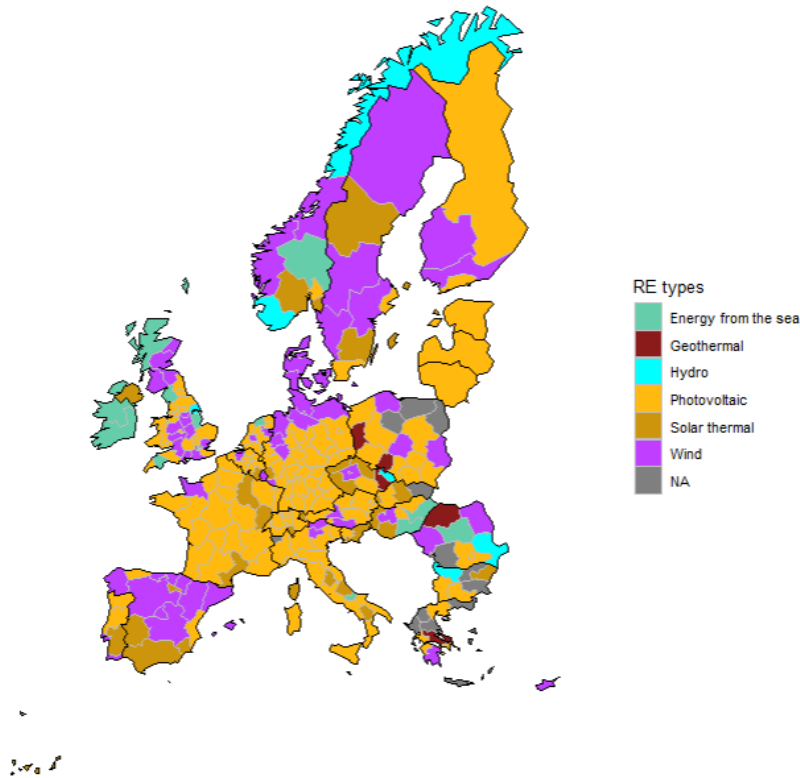 RE types
Energy from the sea
Geothermal
Hydro
Photovoltaic
Solar thermal
Wind
NA